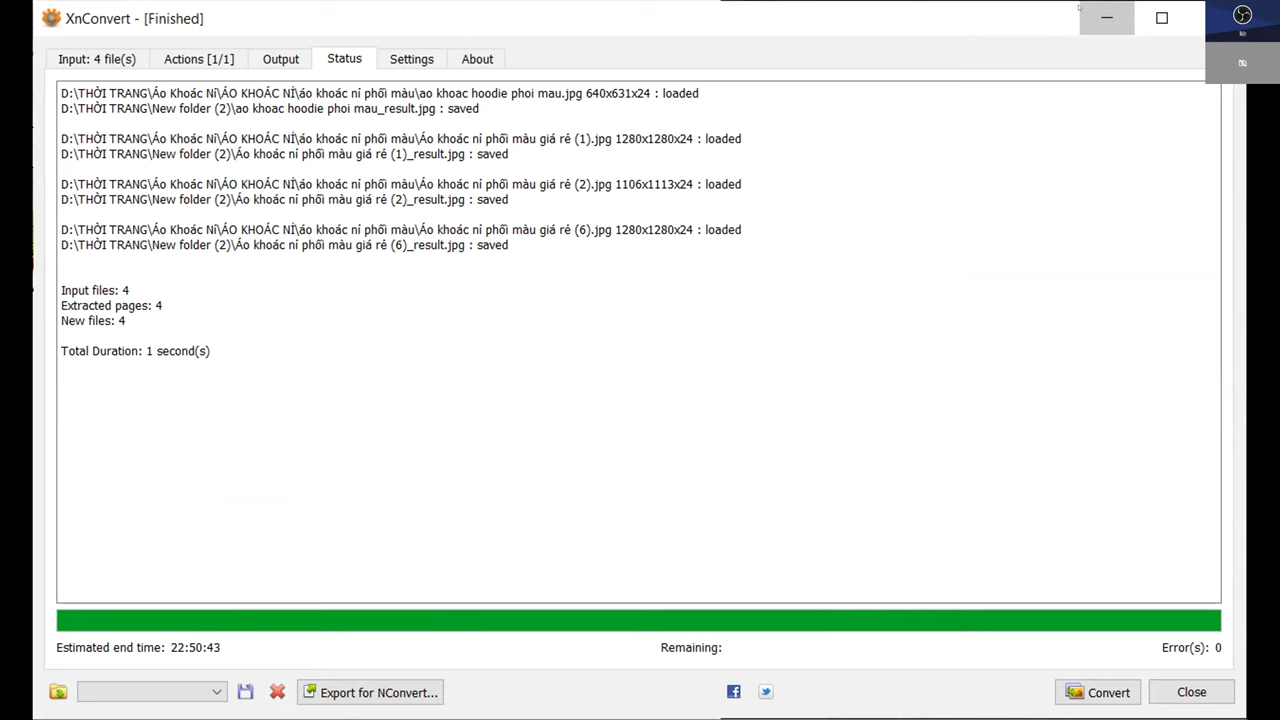 XnConvert - [Finished]
Input: 4 file(s)
Actions [1/1]
Output
Status
Settings
About
D:\THỜI TRANG\Áo Khoác Nỉ\ÁO KHOÁC NỈ\áo khoác nỉ phối màu\ao khoac hoodie phoi mau.jpg 640x631x24 : loaded
D:\THỜI TRANG\New folder (2)\ao khoac hoodie phoi mau_result.jpg : saved
D:\THỜI TRANG\Áo Khoác Nỉ\ÁO KHOÁC NỈ\áo khoác nỉ phối màu\Áo khoác nỉ phối màu giá rẻ (1).jpg 1280x1280x24 : loaded
D:\THỜI TRANG\New folder (2)\Áo khoác nỉ phối màu giá rẻ (1)_result.jpg : saved
D:\THỜI TRANG\Áo Khoác Nỉ\ÁO KHOÁC NỈ\áo khoác nỉ phối màu\Áo khoác nỉ phối màu giá rẻ (2).jpg 1106x1113x24 : loaded
D:\THỜI TRANG\New folder (2)\Áo khoác nỉ phối màu giá rẻ (2)_result.jpg : saved
D:\THỜI TRANG\Áo Khoác Nỉ\ÁO KHOÁC NỈ\áo khoác nỉ phối màu\Áo khoác nỉ phối màu giá rẻ (6).jpg 1280x1280x24 : loaded
D:\THỜI TRANG\New folder (2)\Áo khoác nỉ phối màu giá rẻ (6)_result.jpg : saved
Input files: 4
Extracted pages: 4
New files: 4
Total Duration: 1 second(s)
Estimated end time: 22:50:43
Remaining:
Error(s): 0
Export for NConvert...
Convert
Close